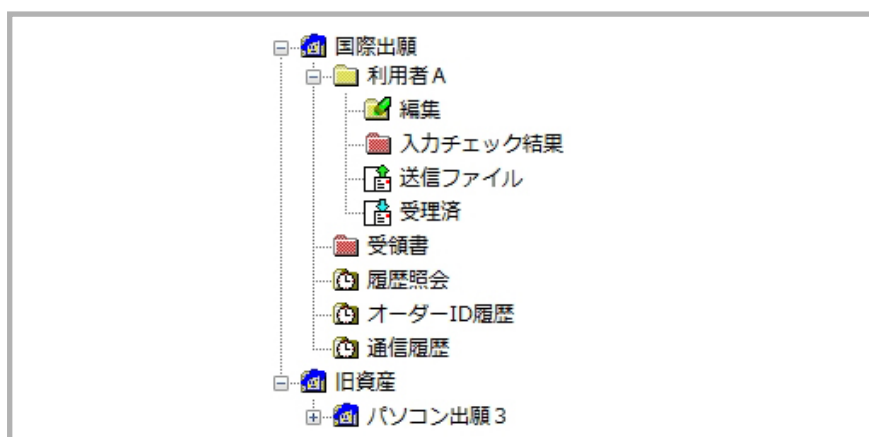 国際出願
利用者A
編集
入力チェック結果
送信ファイル
受理済
受領書
履歴照会
オーダーID履歴
通信履歴
旧資産
パソコン出願3